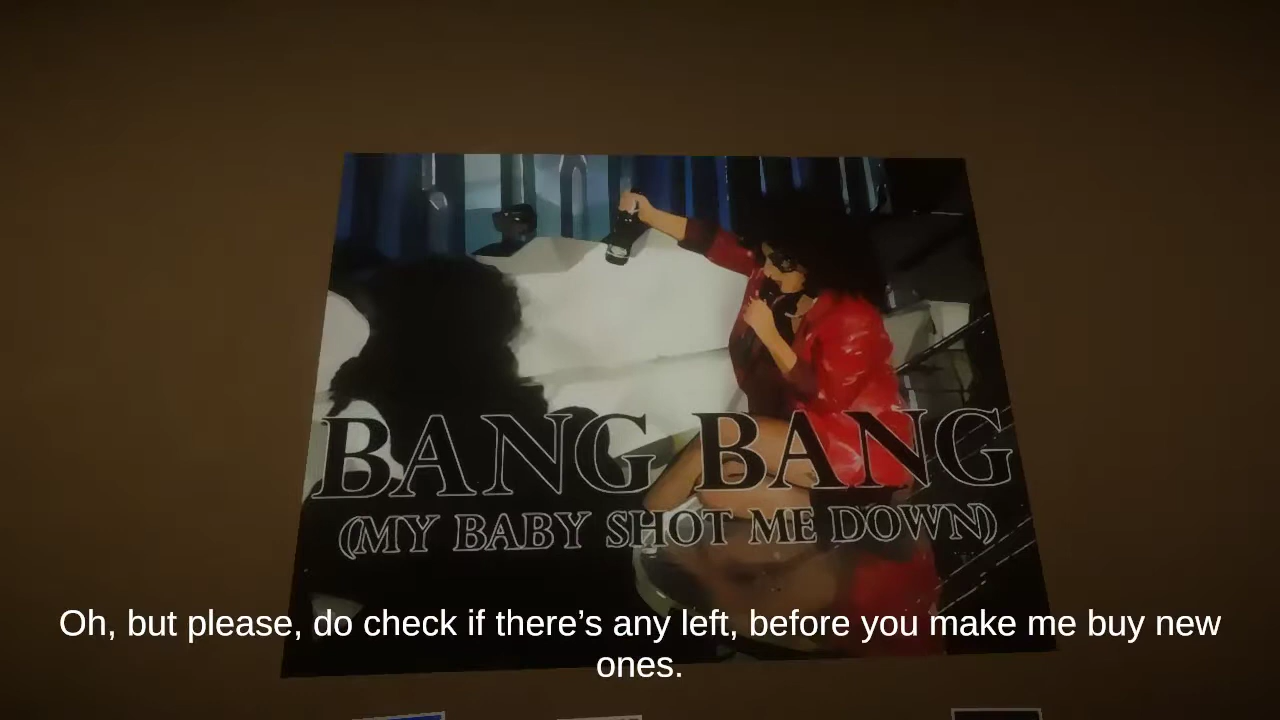 BANG BANG
(MY BABY SHOT ME DOWN)
Oh, but please, do check if there’s any left, before you make me buy new
ones.